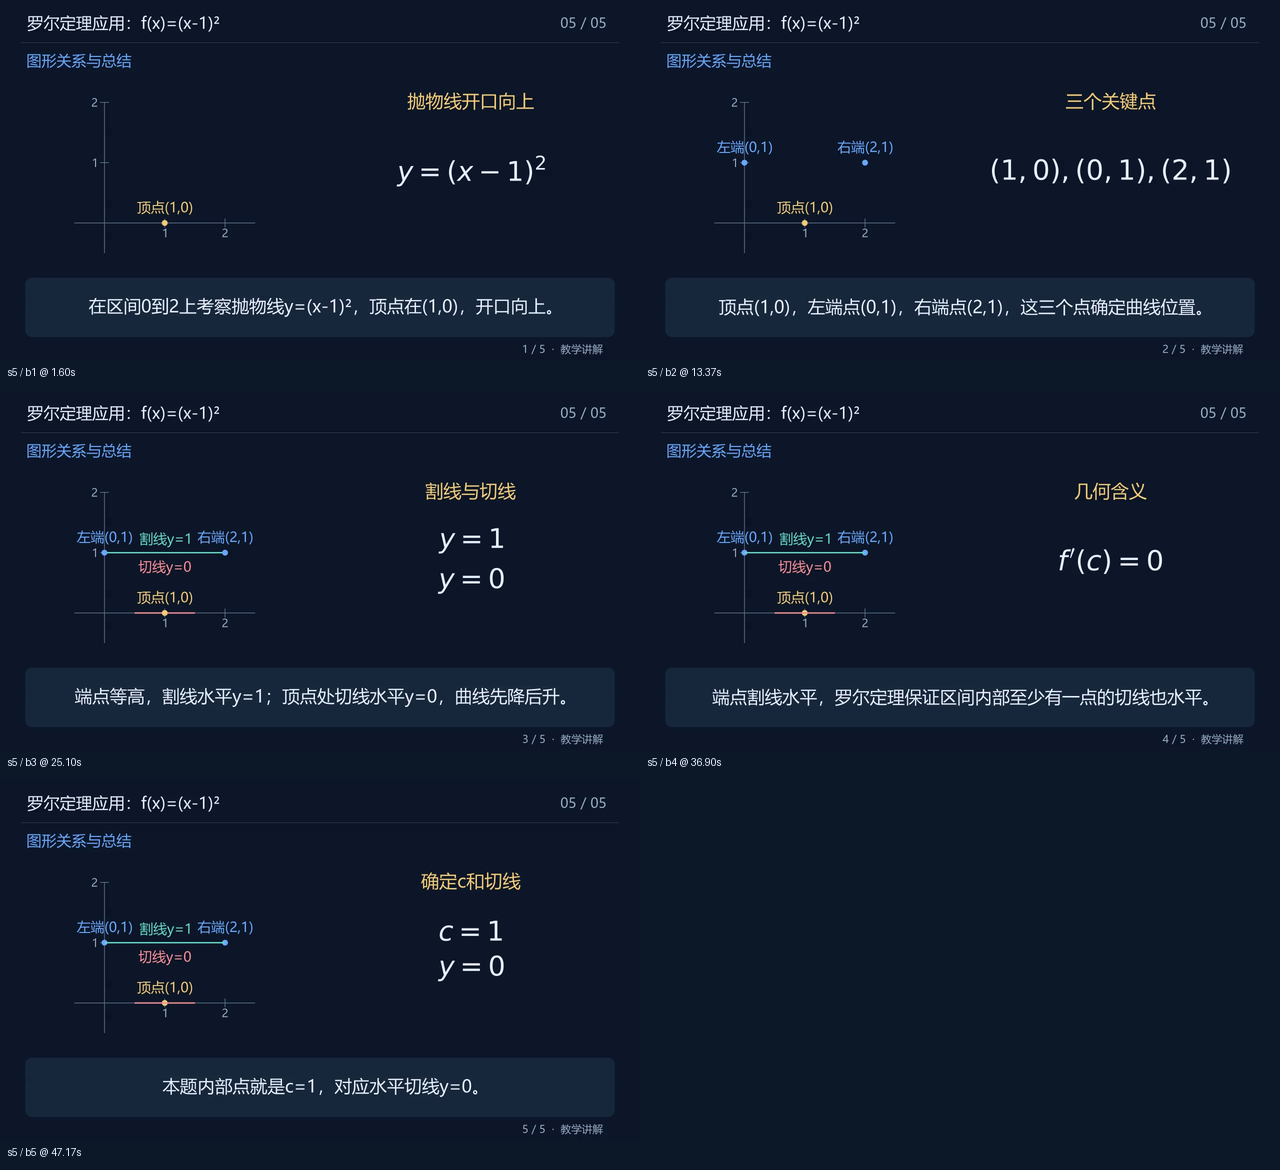 罗尔定理应用：f(x)=(x-1)²
05 / 05
图形关系与总结
抛物线开口向上
y = (x − 1)²
2
1
顶点(1,0)
1
2
在区间0到2上考察抛物线y=(x-1)²，顶点在(1,0)，开口向上。
1 / 5 · 教学讲解
s5 / b1 @ 1.60s
罗尔定理应用：f(x)=(x-1)²
05 / 05
图形关系与总结
三个关键点
(1, 0), (0, 1), (2, 1)
2
左端(0,1)
右端(2,1)
1
顶点(1,0)
1
2
顶点(1,0)，左端点(0,1)，右端点(2,1)，这三个点确定曲线位置。
2 / 5 · 教学讲解
s5 / b2 @ 13.37s
罗尔定理应用：f(x)=(x-1)²
05 / 05
图形关系与总结
割线与切线
y = 1
y = 0
2
左端(0,1)
割线y=1
右端(2,1)
1
切线y=0
顶点(1,0)
1
2
端点等高，割线水平y=1；顶点处切线水平y=0，曲线先降后升。
3 / 5 · 教学讲解
s5 / b3 @ 25.10s
罗尔定理应用：f(x)=(x-1)²
05 / 05
图形关系与总结
几何含义
f′(c) = 0
2
左端(0,1)
割线y=1
右端(2,1)
1
切线y=0
顶点(1,0)
1
2
端点割线水平，罗尔定理保证区间内部至少有一点的切线也水平。
4 / 5 · 教学讲解
s5 / b4 @ 36.90s
罗尔定理应用：f(x)=(x-1)²
05 / 05
图形关系与总结
确定c和切线
c = 1
y = 0
2
左端(0,1)
割线y=1
右端(2,1)
1
切线y=0
顶点(1,0)
1
2
本题内部点就是c=1，对应水平切线y=0。
5 / 5 · 教学讲解
s5 / b5 @ 47.17s